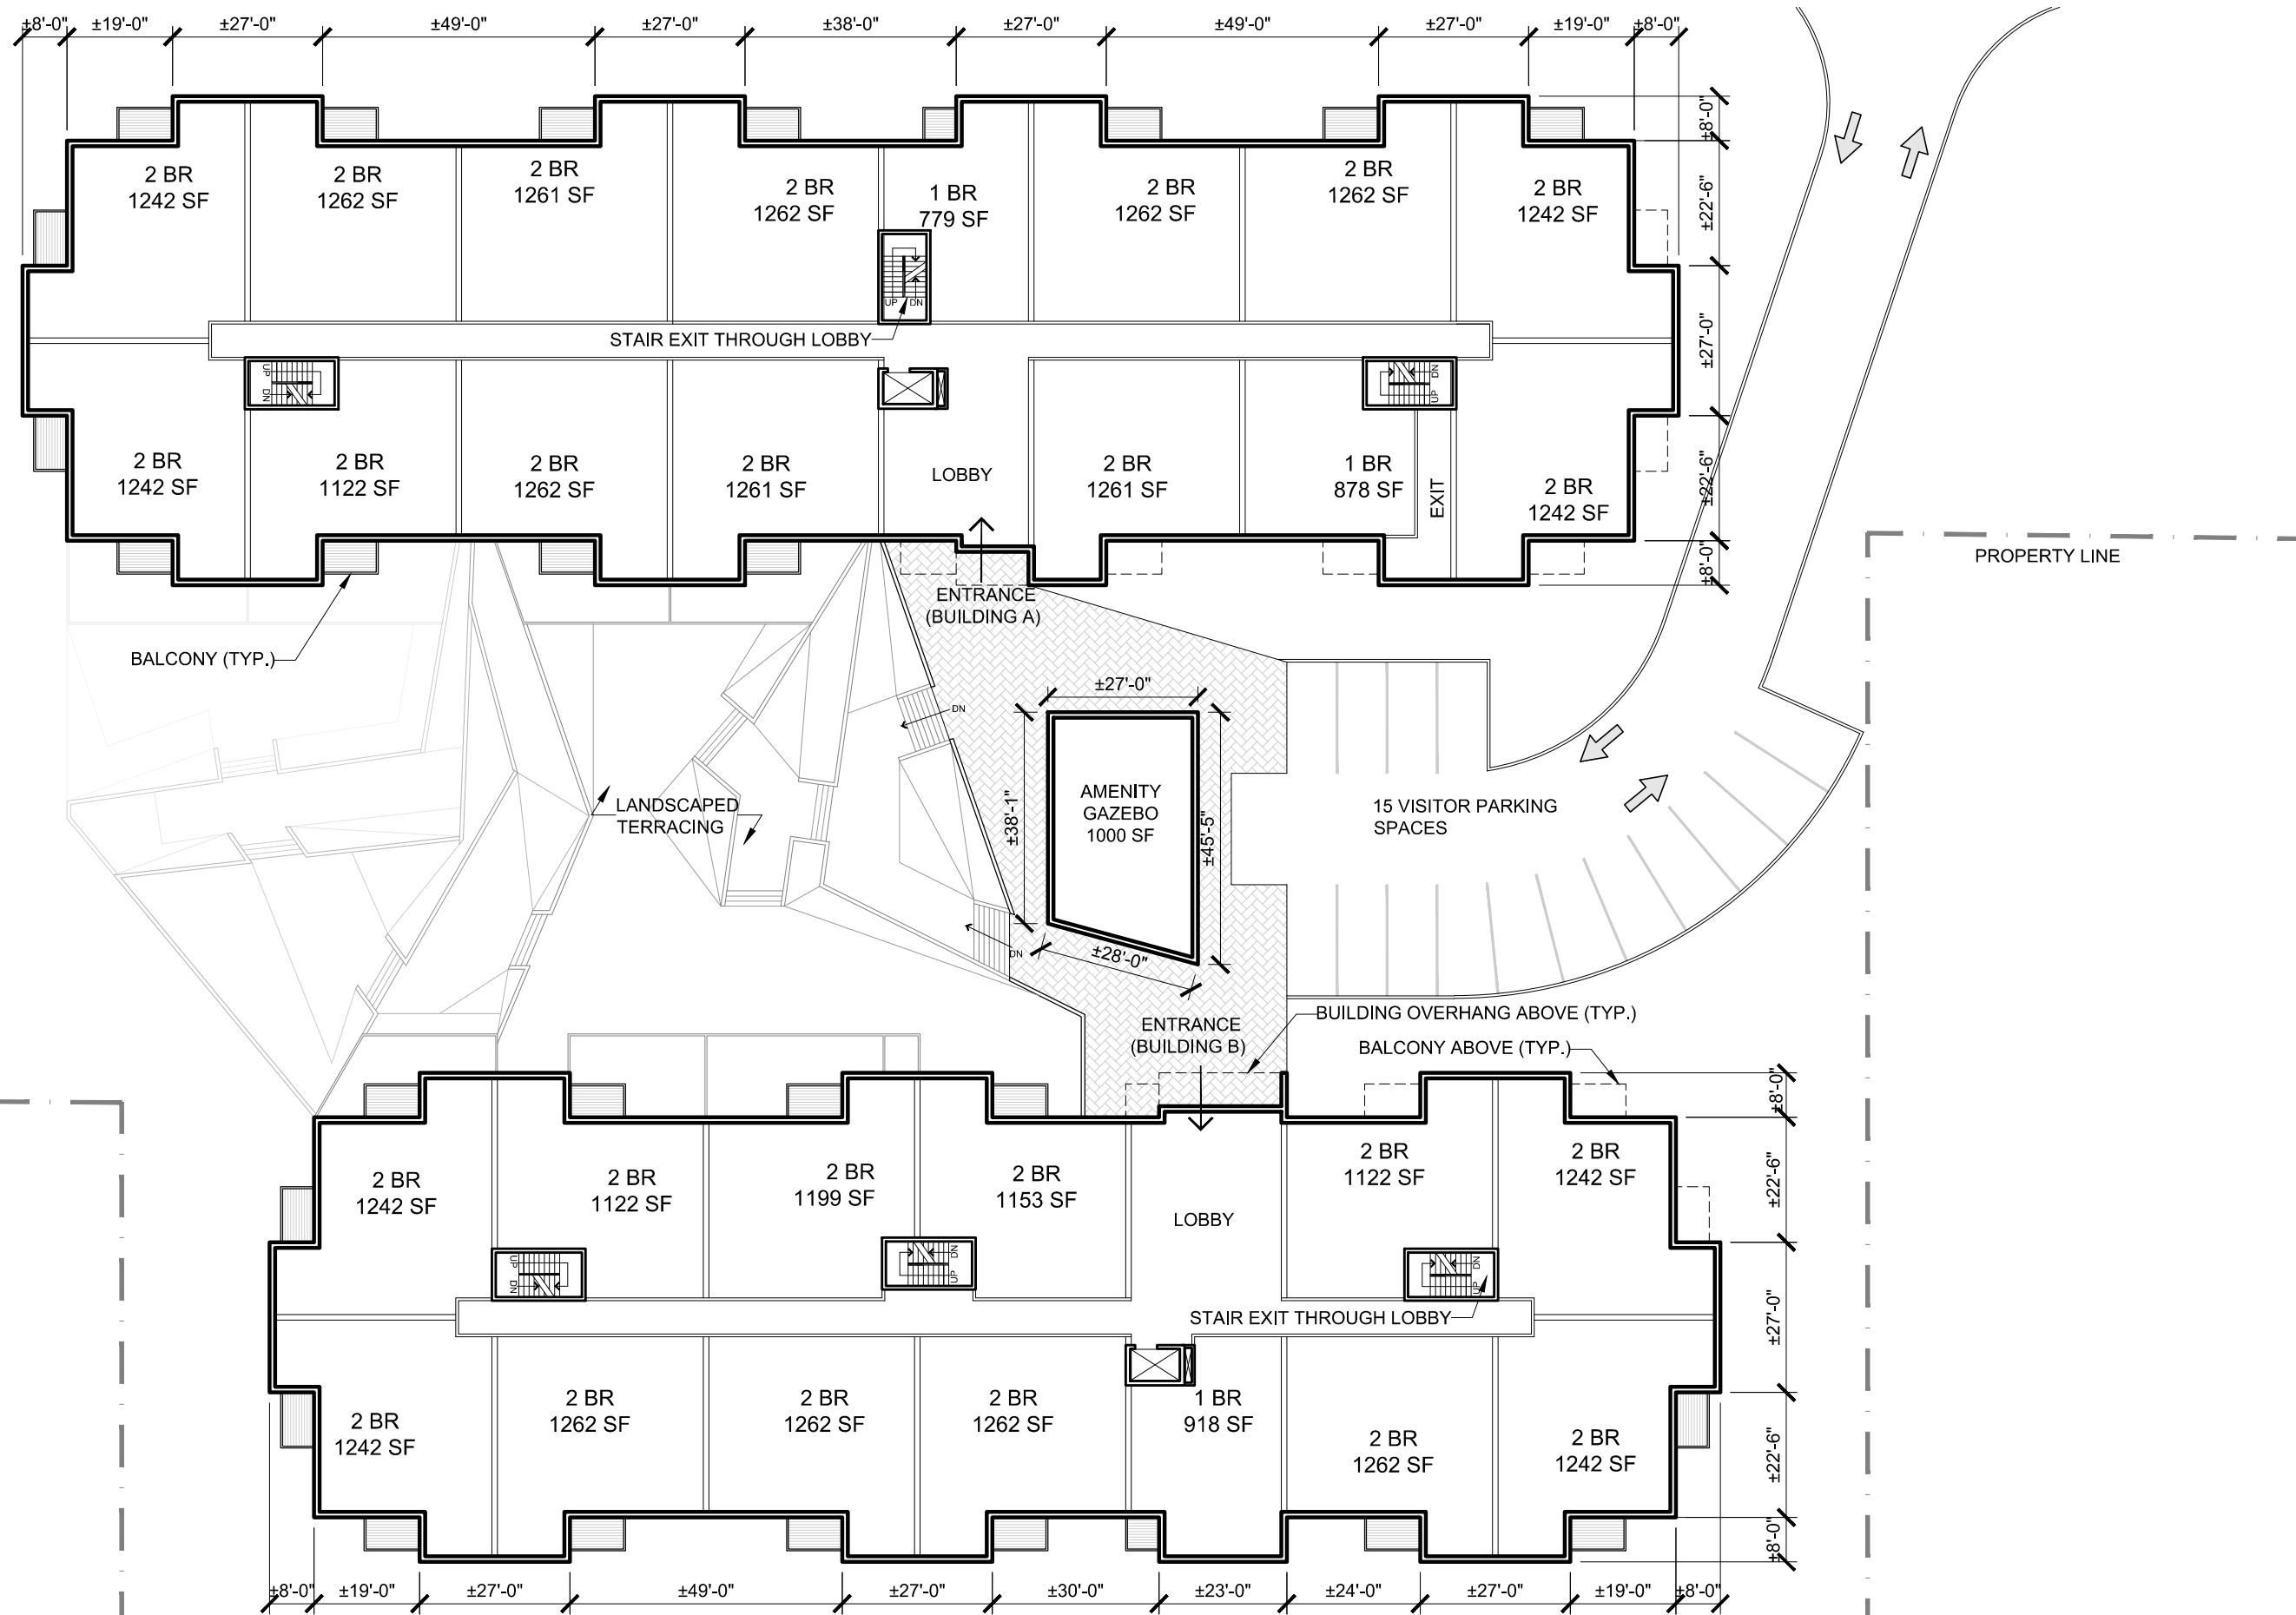 ±8'-0" ±19'-0" ±27'-0" ±49'-0" ±27'-0" ±38'-0" ±27'-0" ±49'-0" ±27'-0" ±19'-0" ±8'-0"
±8'-0"
±22'-6"
±27'-0"
±22'-6"
±8'-0"
2 BR
1242 SF
2 BR
1262 SF
2 BR
1261 SF
2 BR
1262 SF
1 BR
779 SF
2 BR
1262 SF
2 BR
1262 SF
2 BR
1242 SF
UP DN
STAIR EXIT THROUGH LOBBY
UP
DN
DN
UP
2 BR
1242 SF
2 BR
1122 SF
2 BR
1262 SF
2 BR
1261 SF
LOBBY
2 BR
1261 SF
1 BR
878 SF
EXIT
2 BR
1242 SF
PROPERTY LINE
ENTRANCE
(BUILDING A)
BALCONY (TYP.)
±27'-0"
DN
±38'-1"
AMENITY
GAZEBO
1000 SF
±45'-5"
±28'-0"
LANDSCAPED
TERRACING
15 VISITOR PARKING
SPACES
DN
BUILDING OVERHANG ABOVE (TYP.)
ENTRANCE
(BUILDING B)
BALCONY ABOVE (TYP.)
±8'-0"
±22'-6"
±27'-0"
±22'-6"
±8'-0"
2 BR
1242 SF
2 BR
1122 SF
2 BR
1199 SF
2 BR
1153 SF
LOBBY
2 BR
1122 SF
2 BR
1242 SF
UP
DN
DN
UP
DN
UP
STAIR EXIT THROUGH LOBBY
2 BR
1242 SF
2 BR
1262 SF
2 BR
1262 SF
2 BR
1262 SF
1 BR
918 SF
2 BR
1262 SF
2 BR
1242 SF
±8'-0" ±19'-0" ±27'-0" ±49'-0" ±27'-0" ±30'-0" ±23'-0" ±24'-0" ±27'-0" ±19'-0" ±8'-0"